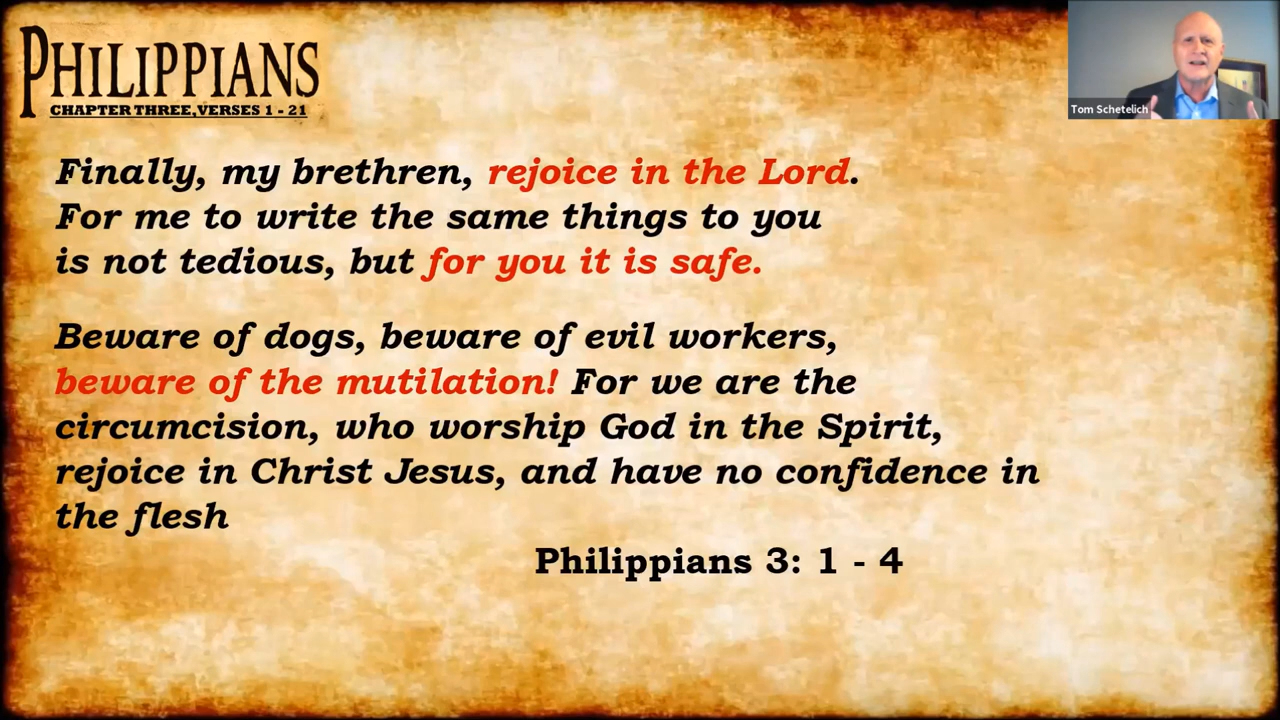 PHILIPPIANS
CHAPTER THREE, VERSES 1 - 21
Tom Schetelich
Finally, my brethren, rejoice in the Lord.
For me to write the same things to you
is not tedious, but for you it is safe.
Beware of dogs, beware of evil workers,
beware of the mutilation! For we are the
circumcision, who worship God in the Spirit,
rejoice in Christ Jesus, and have no confidence in
the flesh
Philippians 3: 1 - 4